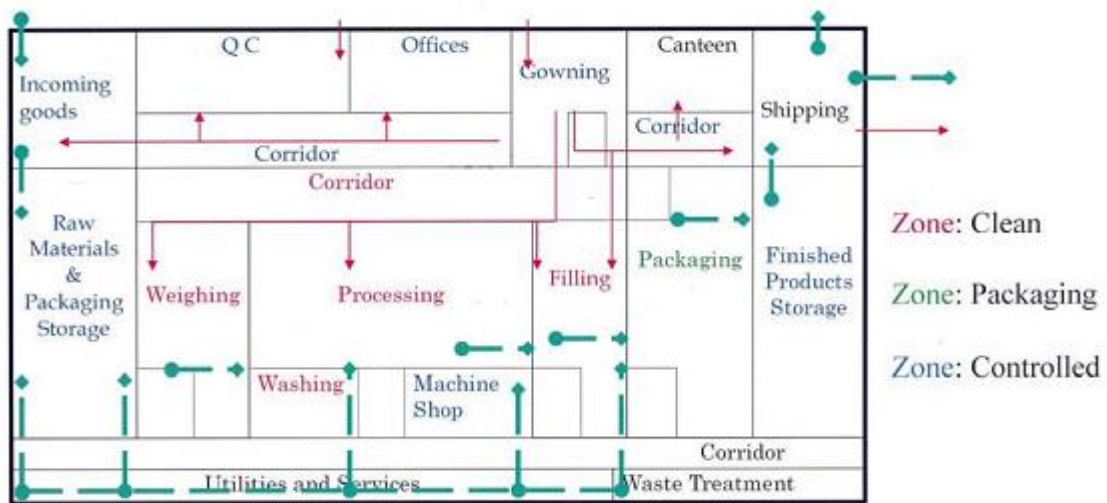 Q C
Offices
Canteen
Gowning
Incoming
goods
Shipping
Corridor
Corridor
Corridor
Raw
Materials
&
Packaging
Storage
Weighing
Processing
Filling
Packaging
Finished
Products
Storage
Washing
Machine
Shop
Corridor
Utilities and Services
Waste Treatment
Zone: Clean
Zone: Packaging
Zone: Controlled